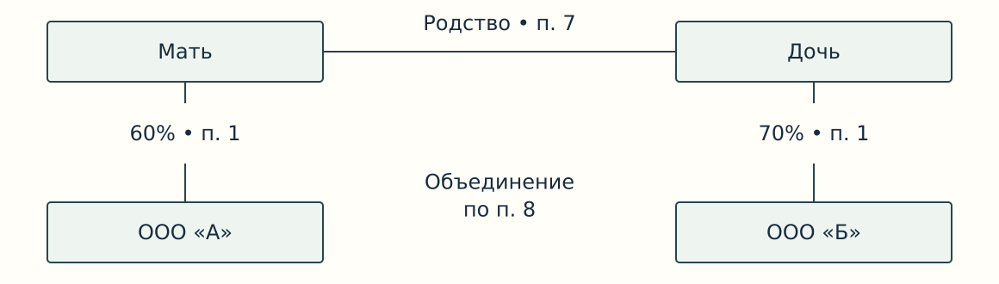 Родство • п. 7
Мать
Дочь
60% • п. 1
70% • п. 1
Объединение
по п. 8
ООО «А»
ООО «Б»